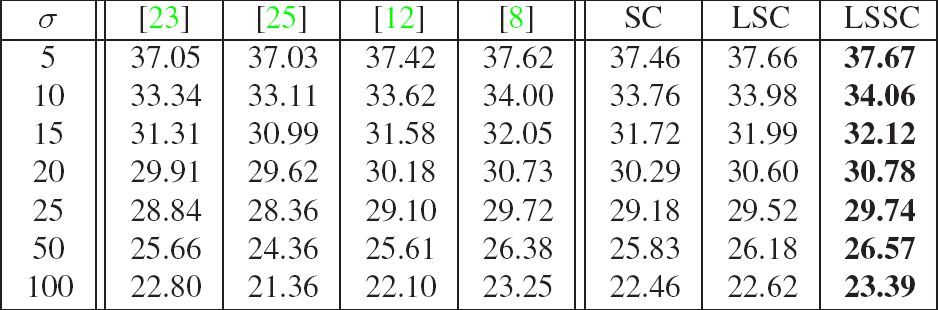 σ [23] [25] [12] [8] SC LSC LSSC
5 37.05 37.03 37.42 37.62 37.46 37.66 37.67
10 33.34 33.11 33.62 34.00 33.76 33.98 34.06
15 31.31 30.99 31.58 32.05 31.72 31.99 32.12
20 29.91 29.62 30.18 30.73 30.29 30.60 30.78
25 28.84 28.36 29.10 29.72 29.18 29.52 29.74
50 25.66 24.36 25.61 26.38 25.83 26.18 26.57
100 22.80 21.36 22.10 23.25 22.46 22.62 23.39